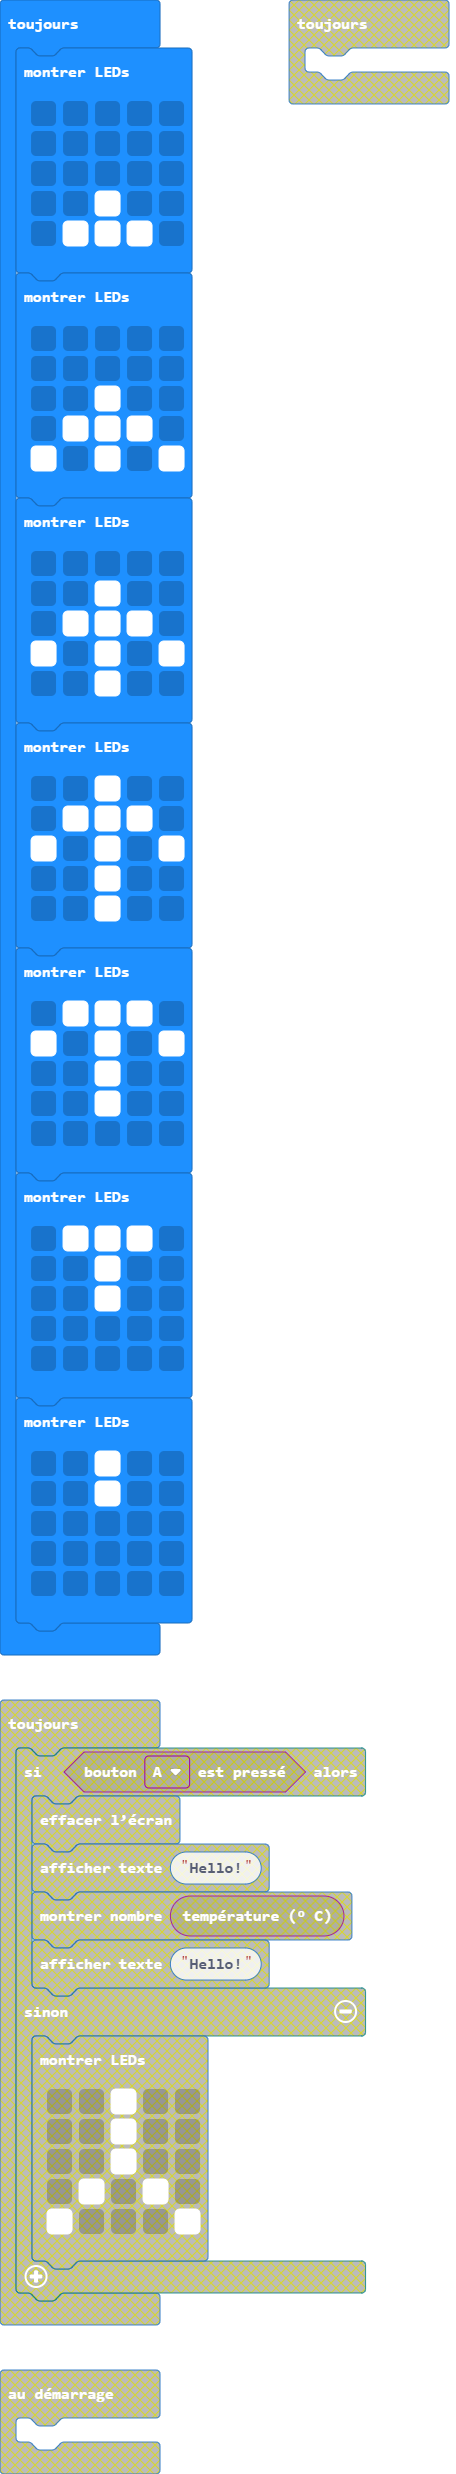 toujours
montrer LEDs
montrer LEDs
montrer LEDs
montrer LEDs
montrer LEDs
montrer LEDs
montrer LEDs
toujours
toujours
si bouton A est pressé alors
effacer l'écran
afficher texte "Hello!"
montrer nombre température (° C)
afficher texte "Hello!"
sinon
montrer LEDs
au démarrage